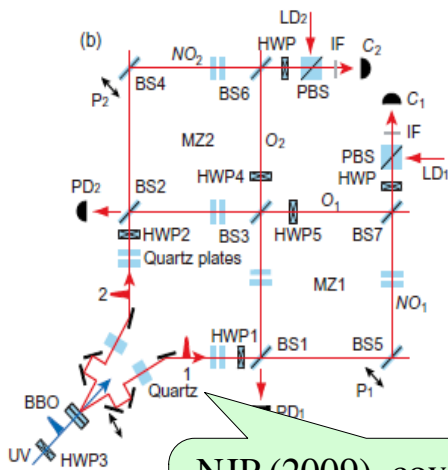 (b)
LD2
NO2
HWP
IF
C2
BS4
BS6
PBS
C1
P2
IF
MZ2
O2
PBS
LD1
HWP4
HWP
PD2
BS2
O1
BS3
HWP5
BS7
HWP2
Quartz plates
MZ1
NO1
2
HWP1
1
BS1
BS5
Quartz
P1
BBO
PD1
UV
HWP3
NJP (2009)